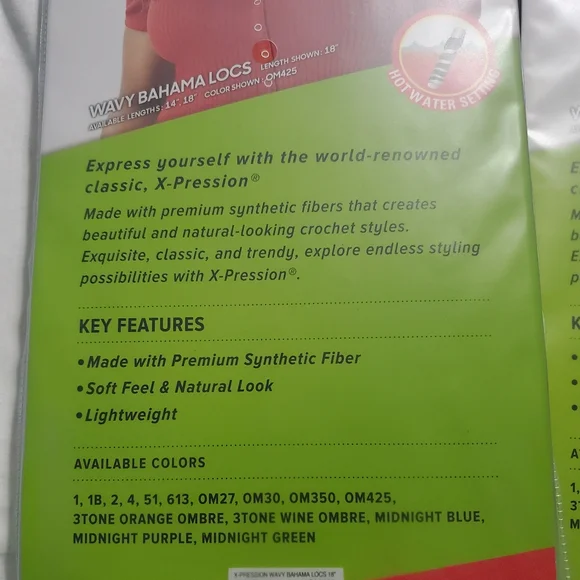 WAVY BAHAMA LOCS LENGTH SHOWN: 18"
AVAILABLE LENGTHS: 14", 18" COLOR SHOWN: OM425
HOT WATER SETTING
Express yourself with the world-renowned
classic, X-Pression®
Made with premium synthetic fibers that creates
beautiful and natural-looking crochet styles.
Exquisite, classic, and trendy, explore endless styling
possibilities with X-Pression®.
KEY FEATURES
•Made with Premium Synthetic Fiber
•Soft Feel & Natural Look
•Lightweight
AVAILABLE COLORS
1, 1B, 2, 4, 51, 613, OM27, OM30, OM350, OM425,
3TONE ORANGE OMBRE, 3TONE WINE OMBRE, MIDNIGHT BLUE,
MIDNIGHT PURPLE, MIDNIGHT GREEN
X-PRESSION WAVY BAHAMA LOCS 18"